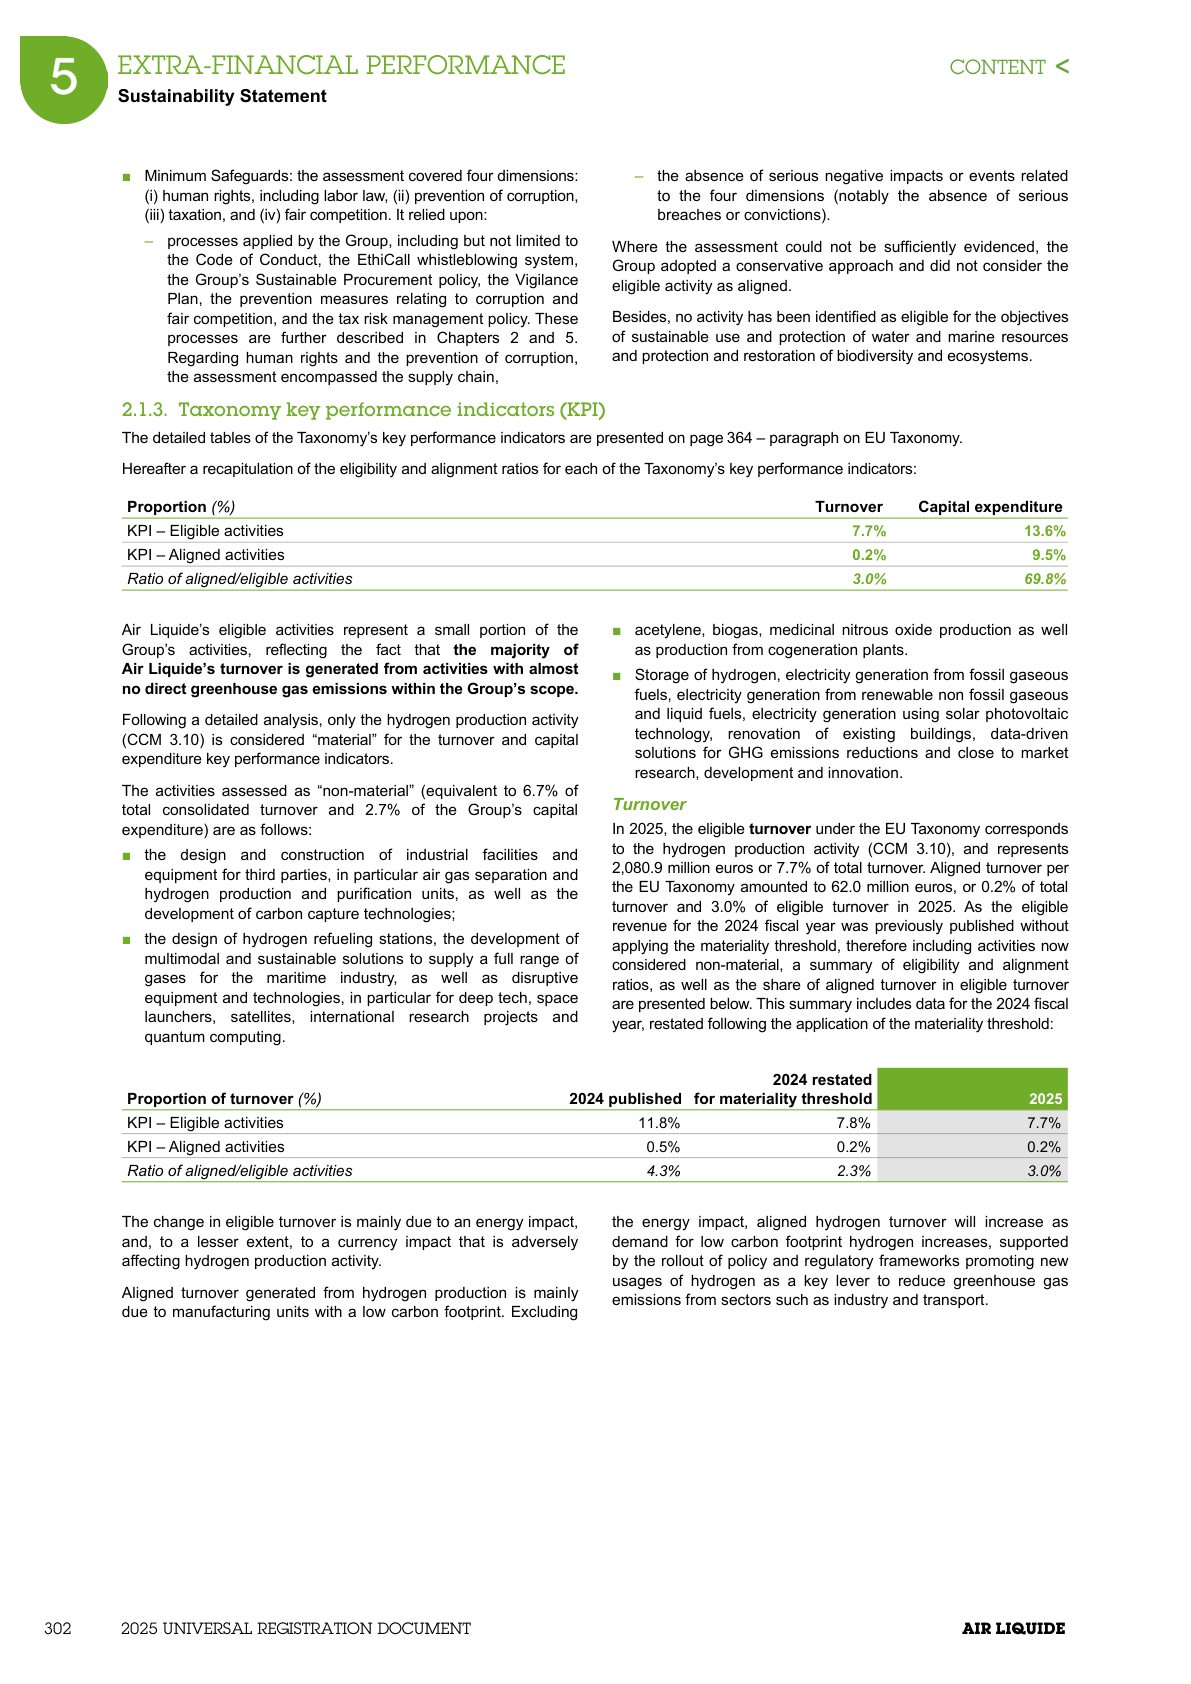 5
EXTRA-FINANCIAL PERFORMANCE
CONTENT <
Sustainability Statement
■ Minimum Safeguards: the assessment covered four dimensions:
(i) human rights, including labor law, (ii) prevention of corruption,
(iii) taxation, and (iv) fair competition. It relied upon:
– processes applied by the Group, including but not limited to
the Code of Conduct, the EthiCall whistleblowing system,
the Group's Sustainable Procurement policy, the Vigilance
Plan, the prevention measures relating to corruption and
fair competition, and the tax risk management policy. These
processes are further described in Chapters 2 and 5.
Regarding human rights and the prevention of corruption,
the assessment encompassed the supply chain,
– the absence of serious negative impacts or events related
to the four dimensions (notably the absence of serious
breaches or convictions).
Where the assessment could not be sufficiently evidenced, the
Group adopted a conservative approach and did not consider the
eligible activity as aligned.
Besides, no activity has been identified as eligible for the objectives
of sustainable use and protection of water and marine resources
and protection and restoration of biodiversity and ecosystems.
2.1.3. Taxonomy key performance indicators (KPI)
The detailed tables of the Taxonomy's key performance indicators are presented on page 364 – paragraph on EU Taxonomy.
Hereafter a recapitulation of the eligibility and alignment ratios for each of the Taxonomy's key performance indicators:
Proportion (%) Turnover Capital expenditure
KPI – Eligible activities 7.7% 13.6%
KPI – Aligned activities 0.2% 9.5%
Ratio of aligned/eligible activities 3.0% 69.8%
Air Liquide's eligible activities represent a small portion of the
Group's activities, reflecting the fact that the majority of
Air Liquide's turnover is generated from activities with almost
no direct greenhouse gas emissions within the Group's scope.
Following a detailed analysis, only the hydrogen production activity
(CCM 3.10) is considered “material” for the turnover and capital
expenditure key performance indicators.
The activities assessed as “non-material” (equivalent to 6.7% of
total consolidated turnover and 2.7% of the Group's capital
expenditure) are as follows:
■ the design and construction of industrial facilities and
equipment for third parties, in particular air gas separation and
hydrogen production and purification units, as well as the
development of carbon capture technologies;
■ the design of hydrogen refueling stations, the development of
multimodal and sustainable solutions to supply a full range of
gases for the maritime industry, as well as disruptive
equipment and technologies, in particular for deep tech, space
launchers, satellites, international research projects and
quantum computing.
■ acetylene, biogas, medicinal nitrous oxide production as well
as production from cogeneration plants.
■ Storage of hydrogen, electricity generation from fossil gaseous
fuels, electricity generation from renewable non fossil gaseous
and liquid fuels, electricity generation using solar photovoltaic
technology, renovation of existing buildings, data-driven
solutions for GHG emissions reductions and close to market
research, development and innovation.
Turnover
In 2025, the eligible turnover under the EU Taxonomy corresponds
to the hydrogen production activity (CCM 3.10), and represents
2,080.9 million euros or 7.7% of total turnover. Aligned turnover per
the EU Taxonomy amounted to 62.0 million euros, or 0.2% of total
turnover and 3.0% of eligible turnover in 2025. As the eligible
revenue for the 2024 fiscal year was previously published without
applying the materiality threshold, therefore including activities now
considered non-material, a summary of eligibility and alignment
ratios, as well as the share of aligned turnover in eligible turnover
are presented below. This summary includes data for the 2024 fiscal
year, restated following the application of the materiality threshold:
2024 restated
Proportion of turnover (%) 2024 published for materiality threshold 2025
KPI – Eligible activities 11.8% 7.8% 7.7%
KPI – Aligned activities 0.5% 0.2% 0.2%
Ratio of aligned/eligible activities 4.3% 2.3% 3.0%
The change in eligible turnover is mainly due to an energy impact,
and, to a lesser extent, to a currency impact that is adversely
affecting hydrogen production activity.
Aligned turnover generated from hydrogen production is mainly
due to manufacturing units with a low carbon footprint. Excluding
the energy impact, aligned hydrogen turnover will increase as
demand for low carbon footprint hydrogen increases, supported
by the rollout of policy and regulatory frameworks promoting new
usages of hydrogen as a key lever to reduce greenhouse gas
emissions from sectors such as industry and transport.
302 2025 UNIVERSAL REGISTRATION DOCUMENT AIR LIQUIDE